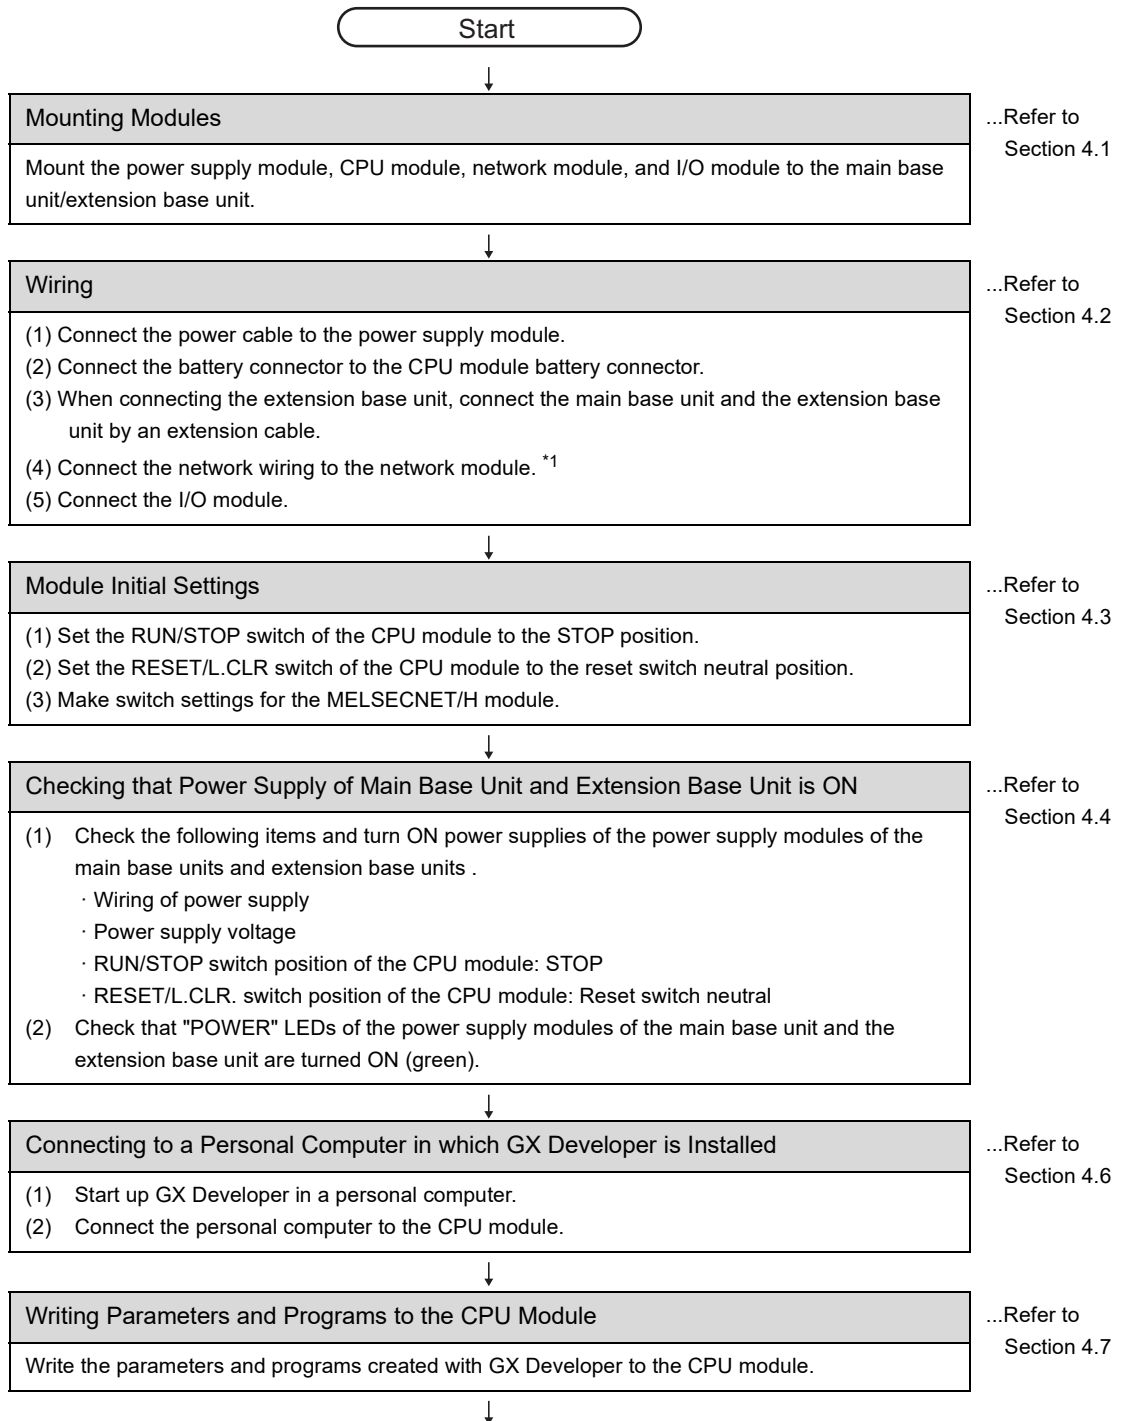 Start
Mounting Modules
...Refer to
Section 4.1
Mount the power supply module, CPU module, network module, and I/O module to the main base
unit/extension base unit.
Wiring
...Refer to
Section 4.2
(1) Connect the power cable to the power supply module.
(2) Connect the battery connector to the CPU module battery connector.
(3) When connecting the extension base unit, connect the main base unit and the extension base
unit by an extension cable.
(4) Connect the network wiring to the network module. *1
(5) Connect the I/O module.
Module Initial Settings
...Refer to
Section 4.3
(1) Set the RUN/STOP switch of the CPU module to the STOP position.
(2) Set the RESET/L.CLR switch of the CPU module to the reset switch neutral position.
(3) Make switch settings for the MELSECNET/H module.
Checking that Power Supply of Main Base Unit and Extension Base Unit is ON
...Refer to
Section 4.4
(1) Check the following items and turn ON power supplies of the power supply modules of the
main base units and extension base units .
· Wiring of power supply
· Power supply voltage
· RUN/STOP switch position of the CPU module: STOP
· RESET/L.CLR. switch position of the CPU module: Reset switch neutral
(2) Check that "POWER" LEDs of the power supply modules of the main base unit and the
extension base unit are turned ON (green).
Connecting to a Personal Computer in which GX Developer is Installed
...Refer to
Section 4.6
(1) Start up GX Developer in a personal computer.
(2) Connect the personal computer to the CPU module.
Writing Parameters and Programs to the CPU Module
...Refer to
Section 4.7
Write the parameters and programs created with GX Developer to the CPU module.